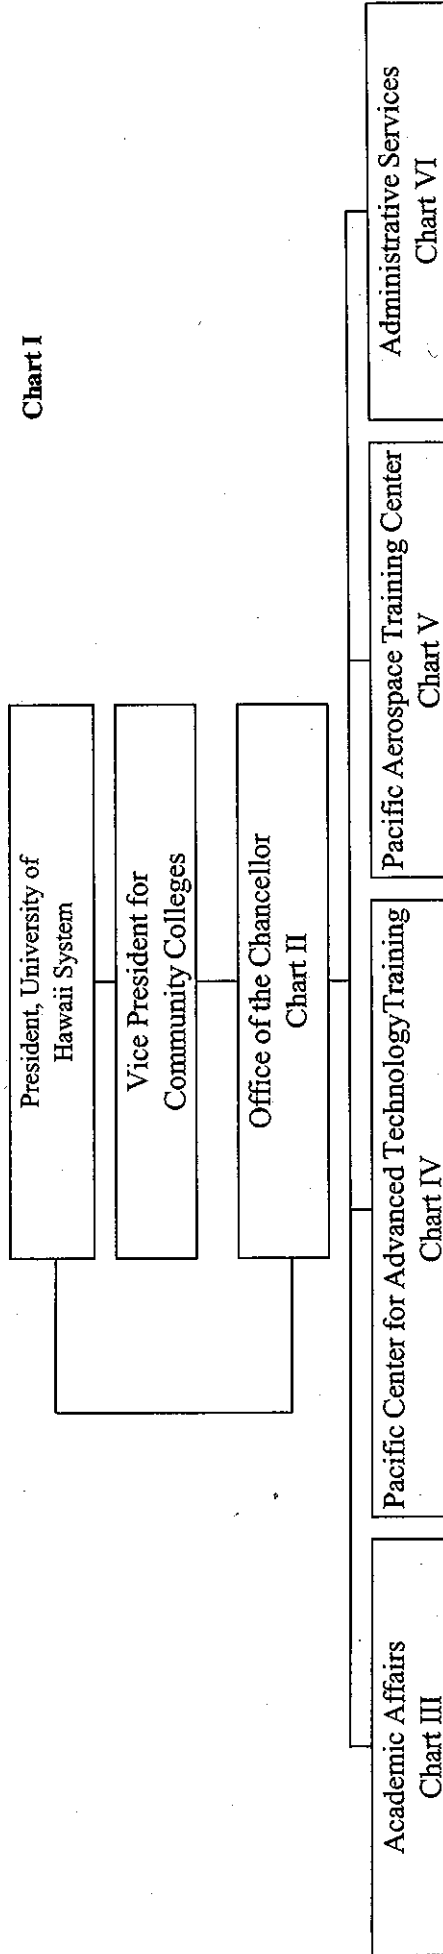 Chart I
President, University of
Hawaii System
Vice President for
Community Colleges
Office of the Chancellor
Chart II
Academic Affairs
Chart III
Pacific Center for Advanced TechnologyTraining
Chart IV
Pacific Aerospace Training Center
Chart V
Administrative Services
Chart VI